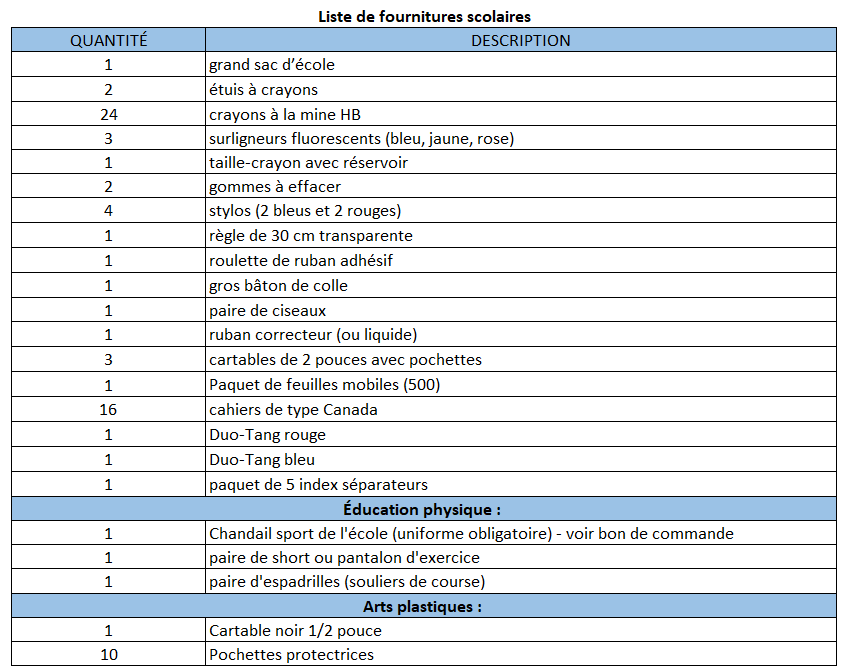 Liste de fournitures scolaires
QUANTITÉ DESCRIPTION
1 grand sac d’école
2 étuis à crayons
24 crayons à la mine HB
3 surligneurs fluorescents (bleu, jaune, rose)
1 taille-crayon avec réservoir
2 gommes à effacer
4 stylos (2 bleus et 2 rouges)
1 règle de 30 cm transparente
1 roulette de ruban adhésif
1 gros bâton de colle
1 paire de ciseaux
1 ruban correcteur (ou liquide)
3 cartables de 2 pouces avec pochettes
1 Paquet de feuilles mobiles (500)
16 cahiers de type Canada
1 Duo-Tang rouge
1 Duo-Tang bleu
1 paquet de 5 index séparateurs
Éducation physique :
1 Chandail sport de l'école (uniforme obligatoire) - voir bon de commande
1 paire de short ou pantalon d'exercice
1 paire d'espadrilles (souliers de course)
Arts plastiques :
1 Cartable noir 1/2 pouce
10 Pochettes protectrices